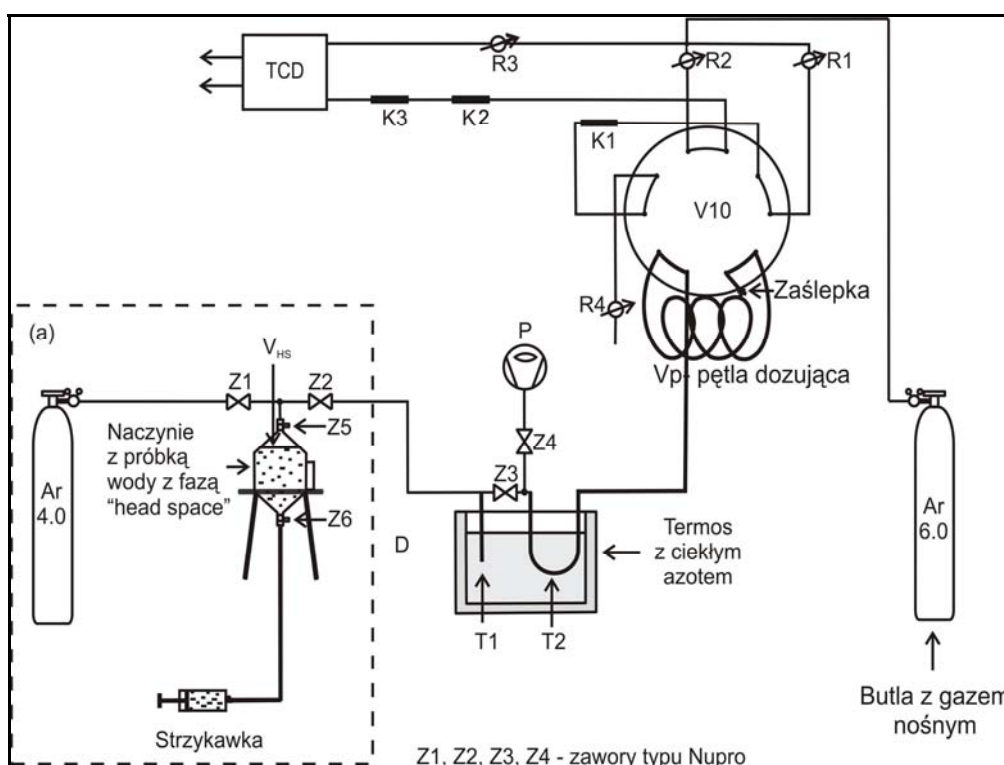 TCD
R3
R2
R1
K3
K2
K1
V10
Zaślepka
R4
Vp- pętla dozująca
P
(a)
V_HS
Z1
Z2
Z5
Z4
Z3
Naczynie
z próbką
wody z fazą
“head space”
Ar
4.0
Z6
D
Termos
z ciekłym
azotem
Ar
6.0
T1
T2
Strzykawka
Butla z gazem
nośnym
Z1, Z2, Z3, Z4 - zawory typu Nupro